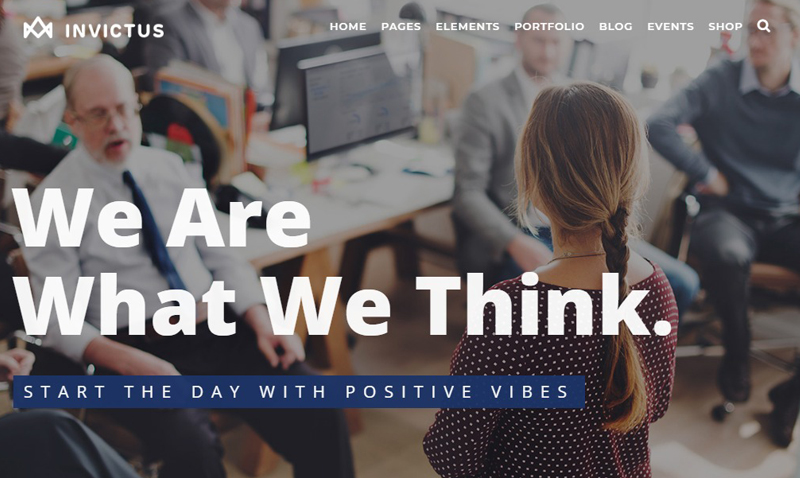 INVICTUS
HOME PAGES ELEMENTS PORTFOLIO BLOG EVENTS SHOP
We Are
What We Think.
START THE DAY WITH POSITIVE VIBES